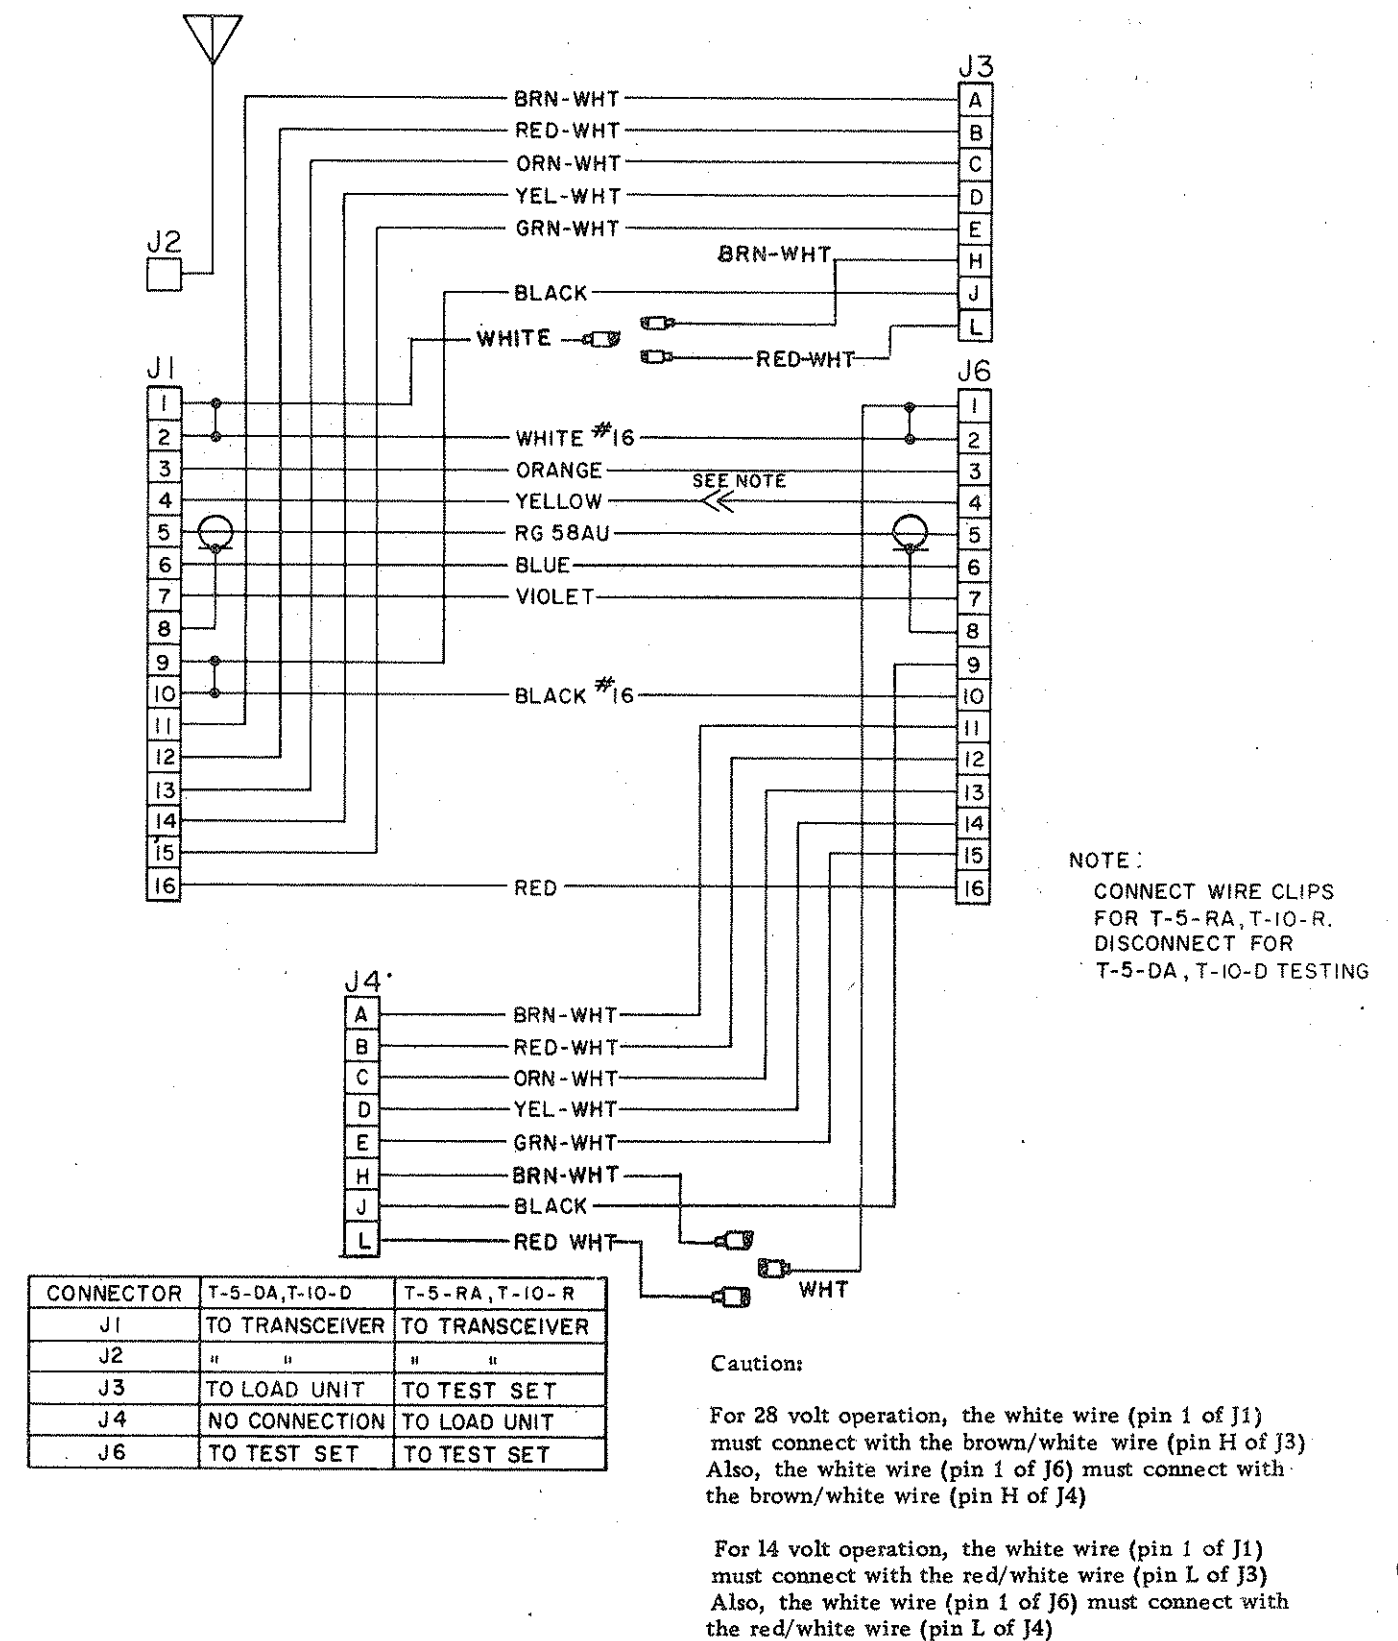 J3
BRN-WHT A
RED-WHT B
ORN-WHT C
YEL-WHT D
GRN-WHT E
J2
BRN-WHT H
BLACK J
WHITE L
RED-WHT
J1
J6
1 1
2 WHITE #16 2
3 ORANGE 3
SEE NOTE
4 YELLOW 4
5 RG 58AU 5
6 BLUE 6
7 VIOLET 7
8 8
9 9
10 BLACK #16 10
11 11
12 12
13 13
14 14
15 15
16 RED 16
NOTE:
CONNECT WIRE CLIPS
FOR T-5-RA, T-10-R.
DISCONNECT FOR
T-5-DA, T-10-D TESTING
J4
A BRN-WHT
B RED-WHT
C ORN-WHT
D YEL-WHT
E GRN-WHT
H BRN-WHT
J BLACK
L RED WHT
WHT
CONNECTOR T-5-DA,T-10-D T-5-RA, T-10-R
J1 TO TRANSCEIVER TO TRANSCEIVER
J2 " " " "
J3 TO LOAD UNIT TO TEST SET
J4 NO CONNECTION TO LOAD UNIT
J6 TO TEST SET TO TEST SET
Caution:
For 28 volt operation, the white wire (pin 1 of J1)
must connect with the brown/white wire (pin H of J3)
Also, the white wire (pin 1 of J6) must connect with
the brown/white wire (pin H of J4)
For 14 volt operation, the white wire (pin 1 of J1)
must connect with the red/white wire (pin L of J3)
Also, the white wire (pin 1 of J6) must connect with
the red/white wire (pin L of J4)